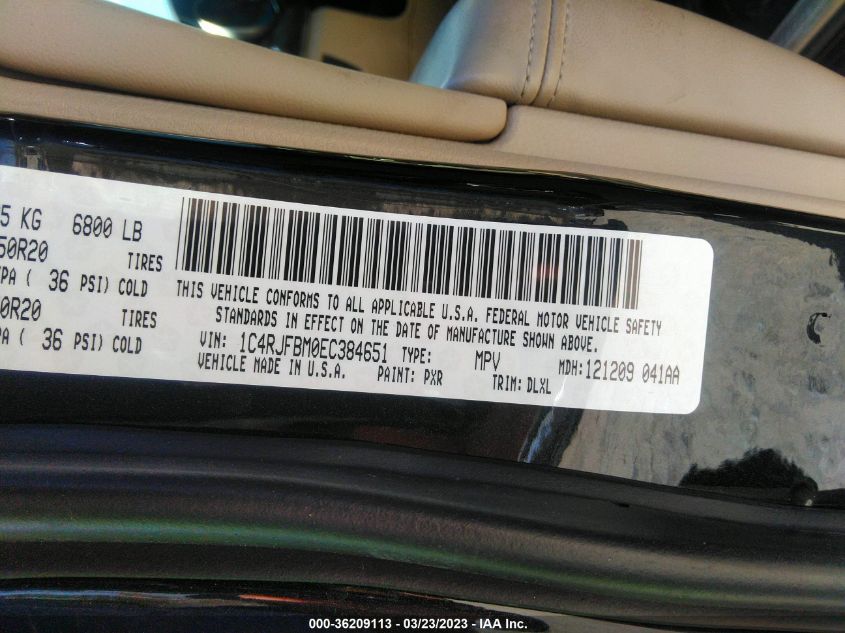 5 KG 6800 LB
50R20 TIRES
PA ( 36 PSI) COLD
0R20 TIRES
( 36 PSI) COLD
THIS VEHICLE CONFORMS TO ALL APPLICABLE U.S.A. FEDERAL MOTOR VEHICLE SAFETY
STANDARDS IN EFFECT ON THE DATE OF MANUFACTURE SHOWN ABOVE.
VIN: 1C4RJFBM0EC384651 TYPE: MPV MDH:121209 041AA
VEHICLE MADE IN U.S.A. PAINT: PXR TRIM: DLXL
000-36209113 - 03/23/2023 - IAA Inc.